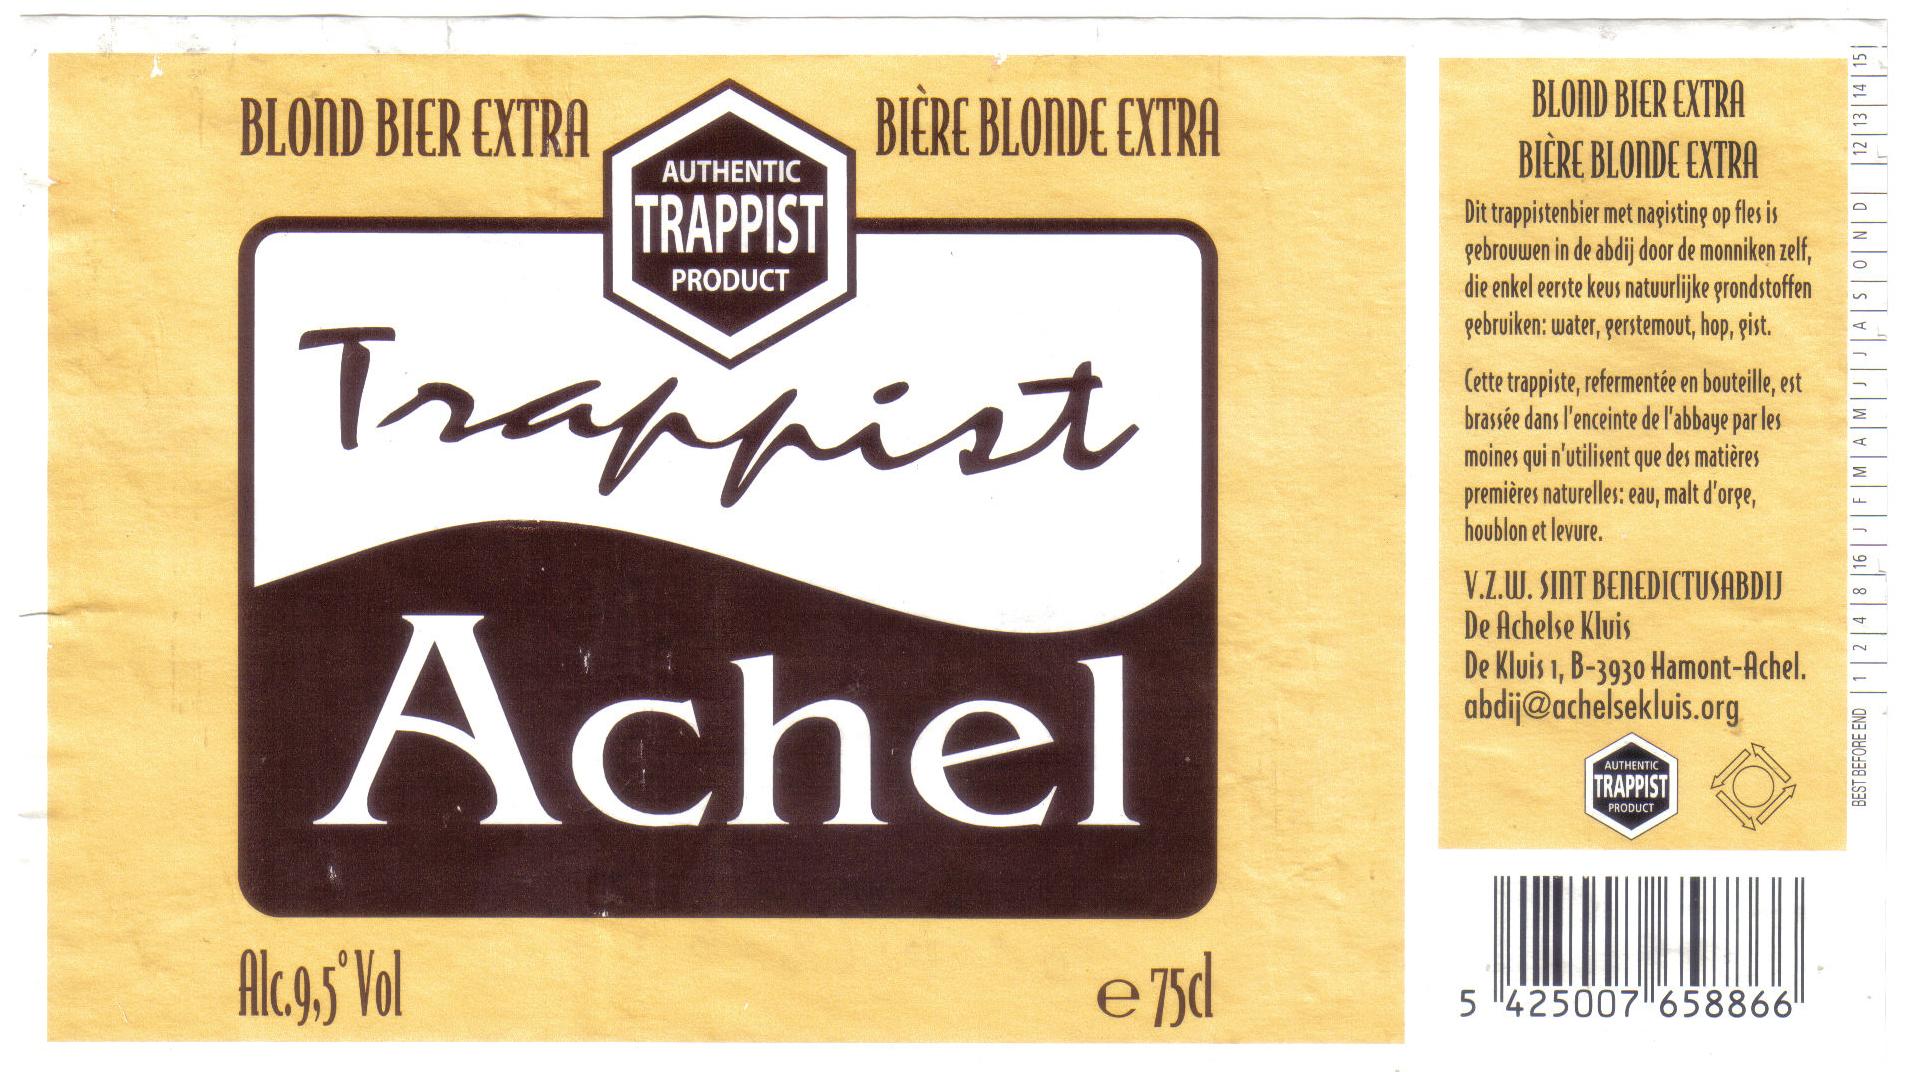 BLOND BIER EXTRA
BIÈRE BLONDE EXTRA
AUTHENTIC
TRAPPIST
PRODUCT
Trappist
Achel
Alc.9,5° Vol
e 75cl
BLOND BIER EXTRA
BIÈRE BLONDE EXTRA
Dit trappistenbier met nagisting op fles is
gebrouwen in de abdij door de monniken zelf,
die enkel eerste keus natuurlijke grondstoffen
gebruiken: water, gerstemout, hop, gist.
Cette trappiste, refermentée en bouteille, est
brassée dans l'enceinte de l'abbaye par les
moines qui n'utilisent que des matières
premières naturelles: eau, malt d'orge,
houblon et levure.
V.Z.W. SINT BENEDICTUSABDIJ
De Achelse Kluis
De Kluis 1, B-3930 Hamont-Achel.
abdij@achelsekluis.org
AUTHENTIC
TRAPPIST
PRODUCT
BEST BEFORE END 1 2 4 8 16 J F M A M J J A S O N D 12 13 14 15
5 425007 658866